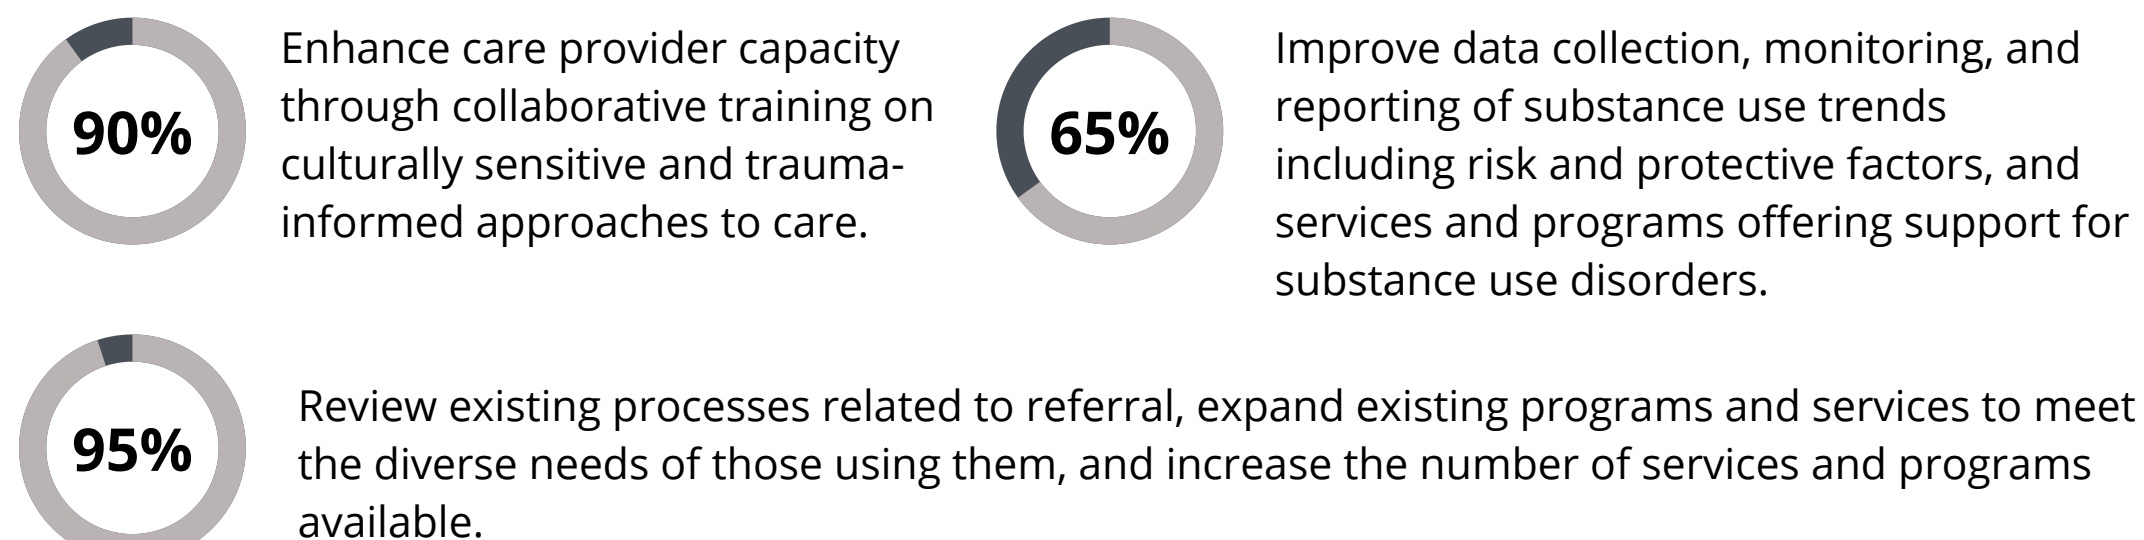 90%
Enhance care provider capacity
through collaborative training on
culturally sensitive and trauma-
informed approaches to care.
65%
Improve data collection, monitoring, and
reporting of substance use trends
including risk and protective factors, and
services and programs offering support for
substance use disorders.
95%
Review existing processes related to referral, expand existing programs and services to meet
the diverse needs of those using them, and increase the number of services and programs
available.